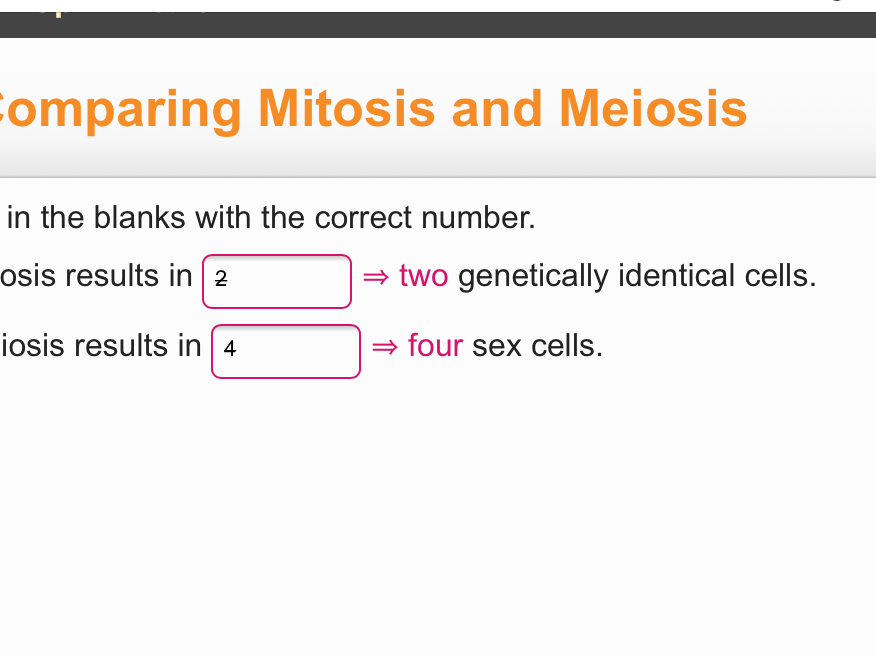 Comparing Mitosis and Meiosis
in the blanks with the correct number.
osis results in 2 ⇒ two genetically identical cells.
iosis results in 4 ⇒ four sex cells.